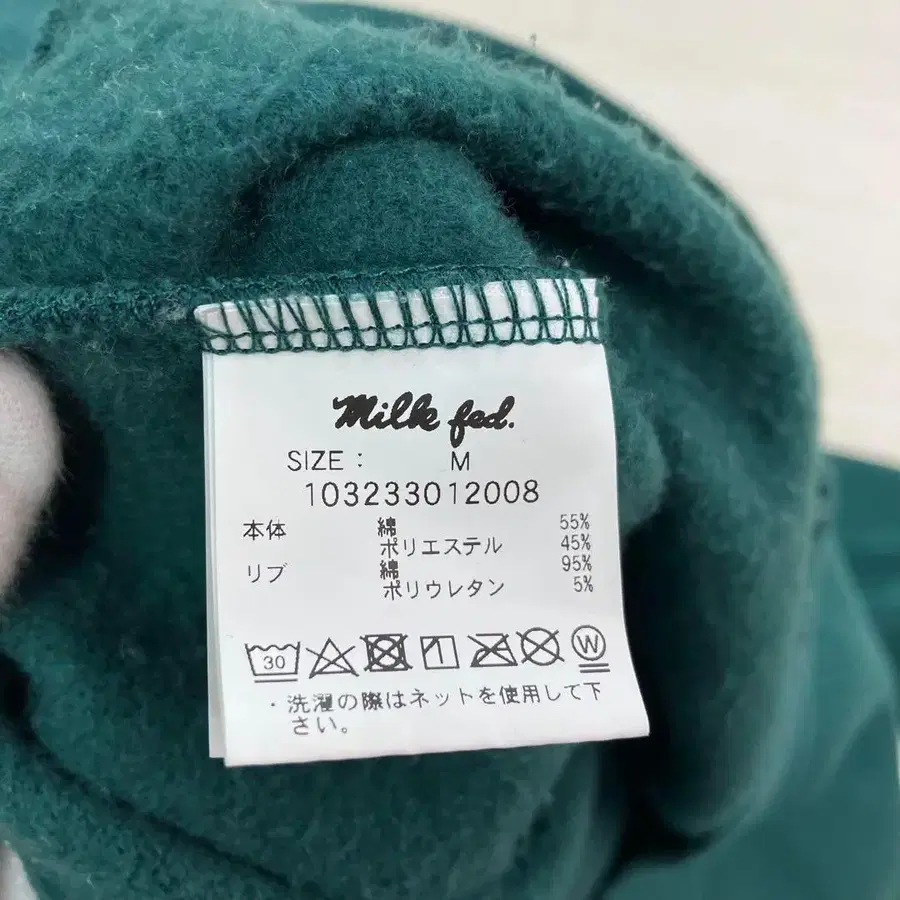 Milk fed.
SIZE : M
103233012008
本体 綿 55%
ポリエステル 45%
リブ 綿 95%
ポリウレタン 5%
30 W
・洗濯の際はネットを使用して下
さい。